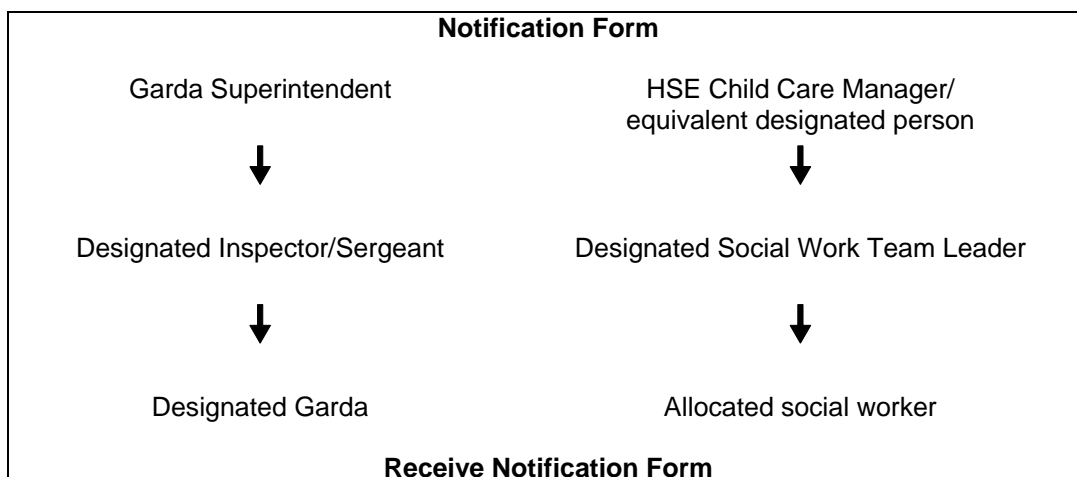 Notification Form
Garda Superintendent
HSE Child Care Manager/
equivalent designated person
Designated Inspector/Sergeant
Designated Social Work Team Leader
Designated Garda
Allocated social worker
Receive Notification Form